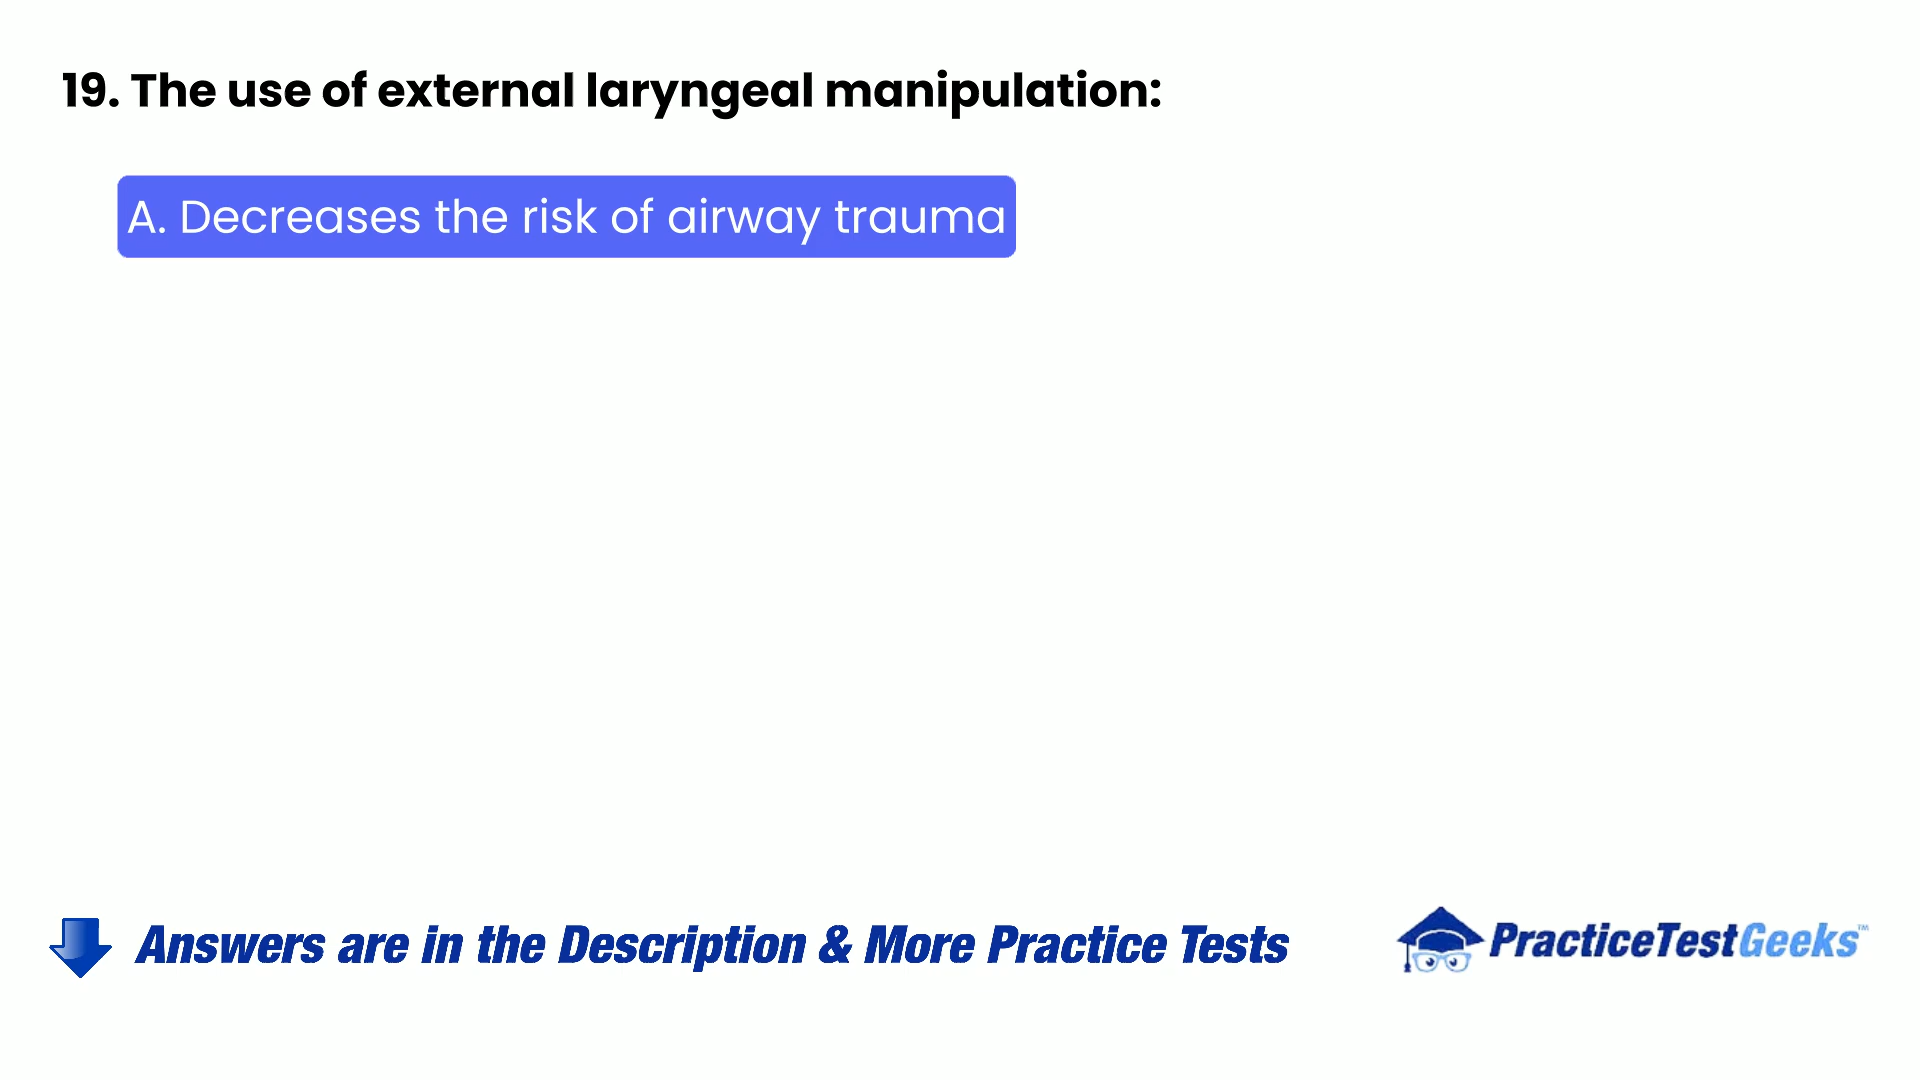 19. The use of external laryngeal manipulation:
A. Decreases the risk of airway trauma
Answers are in the Description & More Practice Tests
PracticeTestGeeks™